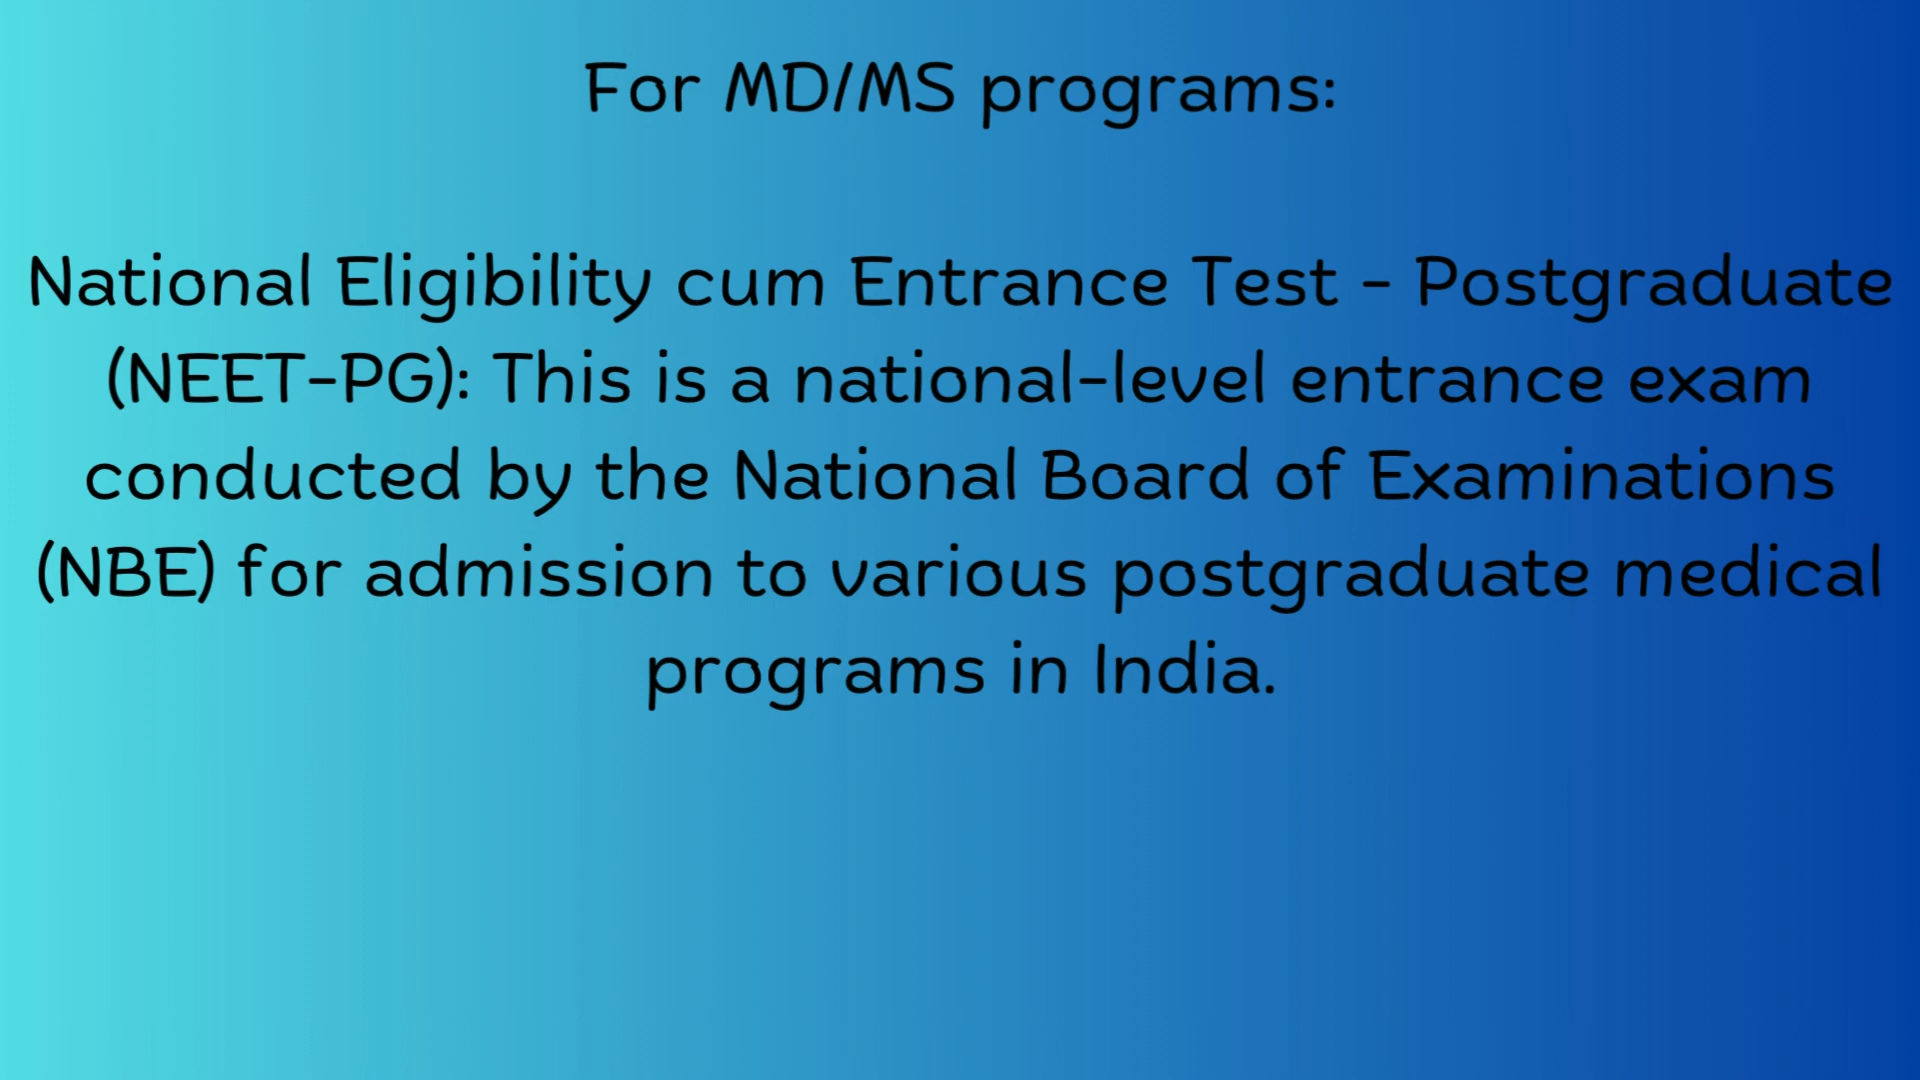 For MD/MS programs:
National Eligibility cum Entrance Test - Postgraduate
(NEET-PG): This is a national-level entrance exam
conducted by the National Board of Examinations
(NBE) for admission to various postgraduate medical
programs in India.